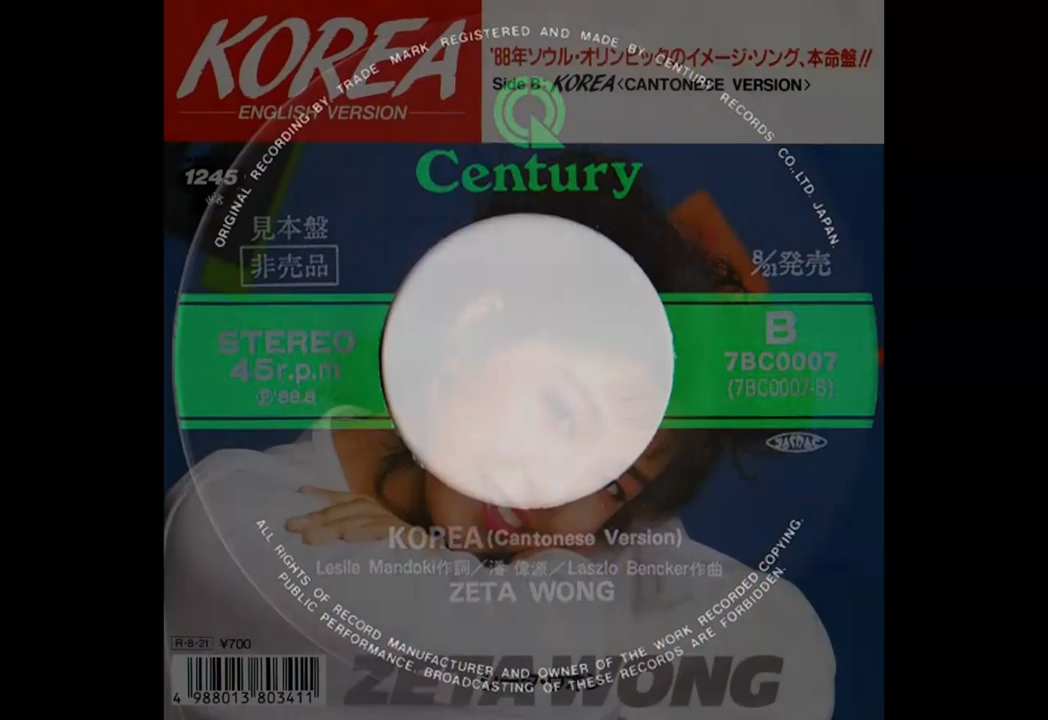 KOREA
ENGLISH VERSION
'88年ソウル・オリンピックのイメージ・ソング、本命盤!!
Side B: KOREA<CANTONESE VERSION>
ORIGINAL RECORDING BY TRADE MARK REGISTERED AND MADE BY CENTURY RECORDS CO., LTD. JAPAN.
Century
1245
見本盤
非売品
8/21発売
STEREO
45r.p.m
Ⓟ'88.8
B
7BC0007
(7BC0007-B)
JASRAC
KOREA(Cantonese Version)
Leslie Mandoki作詞／潘 偉源／Laszlo Bencker作曲
ZETA WONG
ALL RIGHTS OF RECORD MANUFACTURER AND OWNER OF THE WORK RECORDED COPYING.
PUBLIC PERFORMANCE. BROADCASTING OF THESE RECORDS ARE FORBIDDEN.
R-8・21 ¥700
4 988013 803411
ZETA WONG